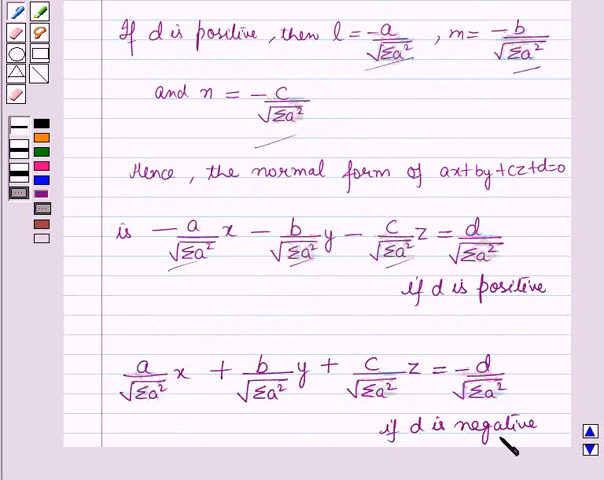 If d is positive, then l = -a/√Σa², m = -b/√Σa²
and n = -c/√Σa²
Hence, the normal form of ax+by+cz+d=0
is -a/√Σa² x - b/√Σa² y - c/√Σa² z = d/√Σa²
if d is positive
a/√Σa² x + b/√Σa² y + c/√Σa² z = -d/√Σa²
if d is negative